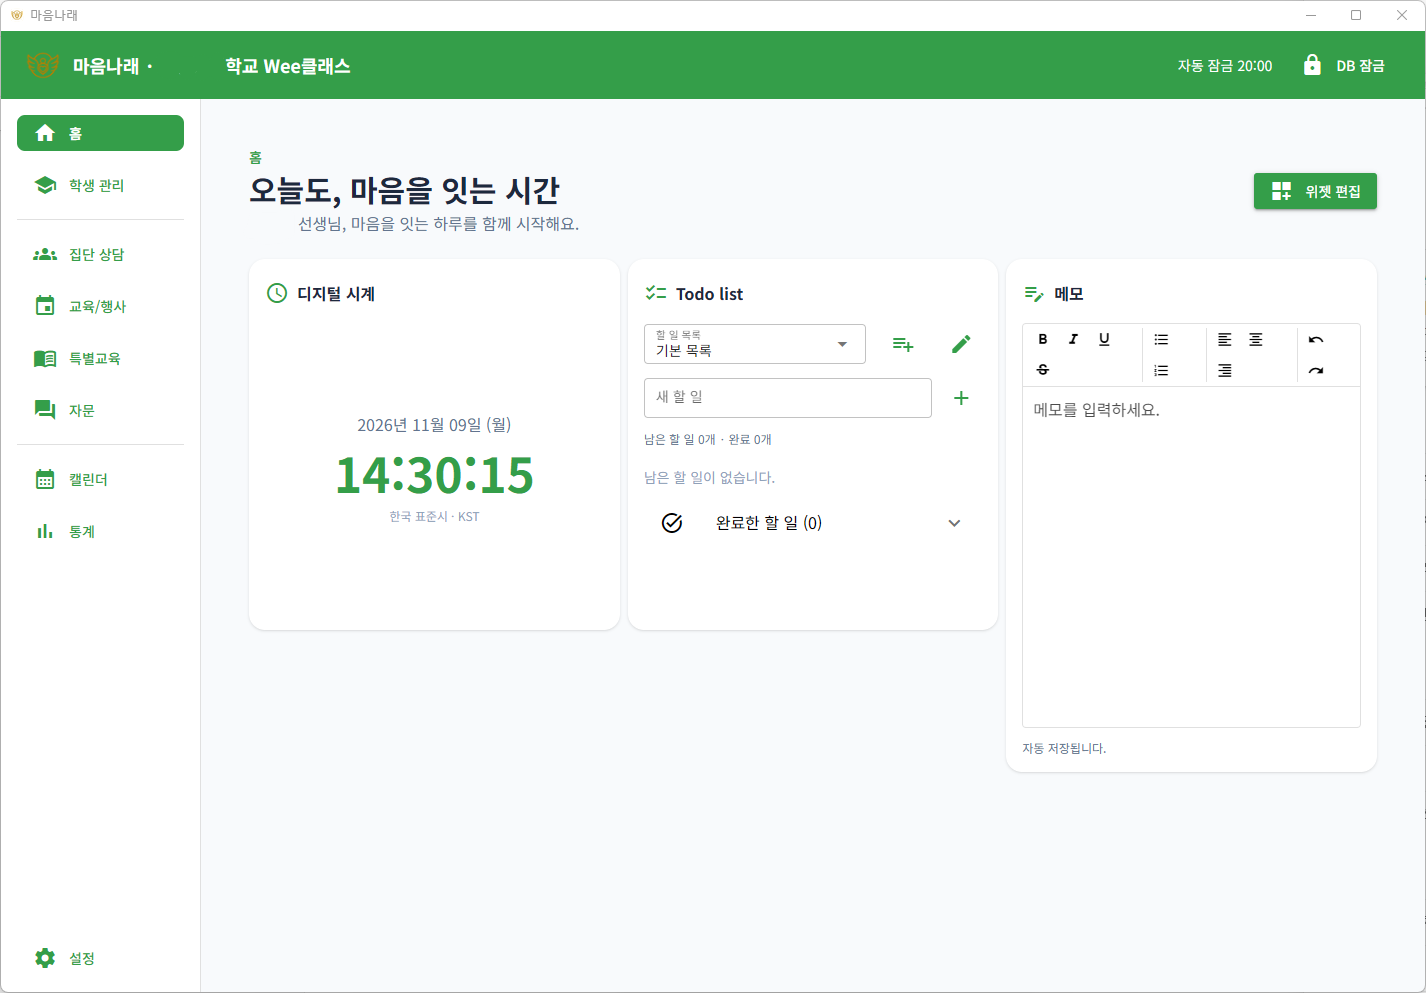 마음나래
마음나래 ·
학교 Wee클래스
자동 잠금 20:00
DB 잠금
홈
학생 관리
집단 상담
교육/행사
특별교육
자문
캘린더
통계
설정
홈
오늘도, 마음을 잇는 시간
선생님, 마음을 잇는 하루를 함께 시작해요.
위젯 편집
디지털 시계
2026년 11월 09일 (월)
14:30:15
한국 표준시 · KST
Todo list
할 일 목록
기본 목록
새 할 일
남은 할 일 0개 · 완료 0개
남은 할 일이 없습니다.
완료한 할 일 (0)
메모
B I U
S
메모를 입력하세요.
자동 저장됩니다.